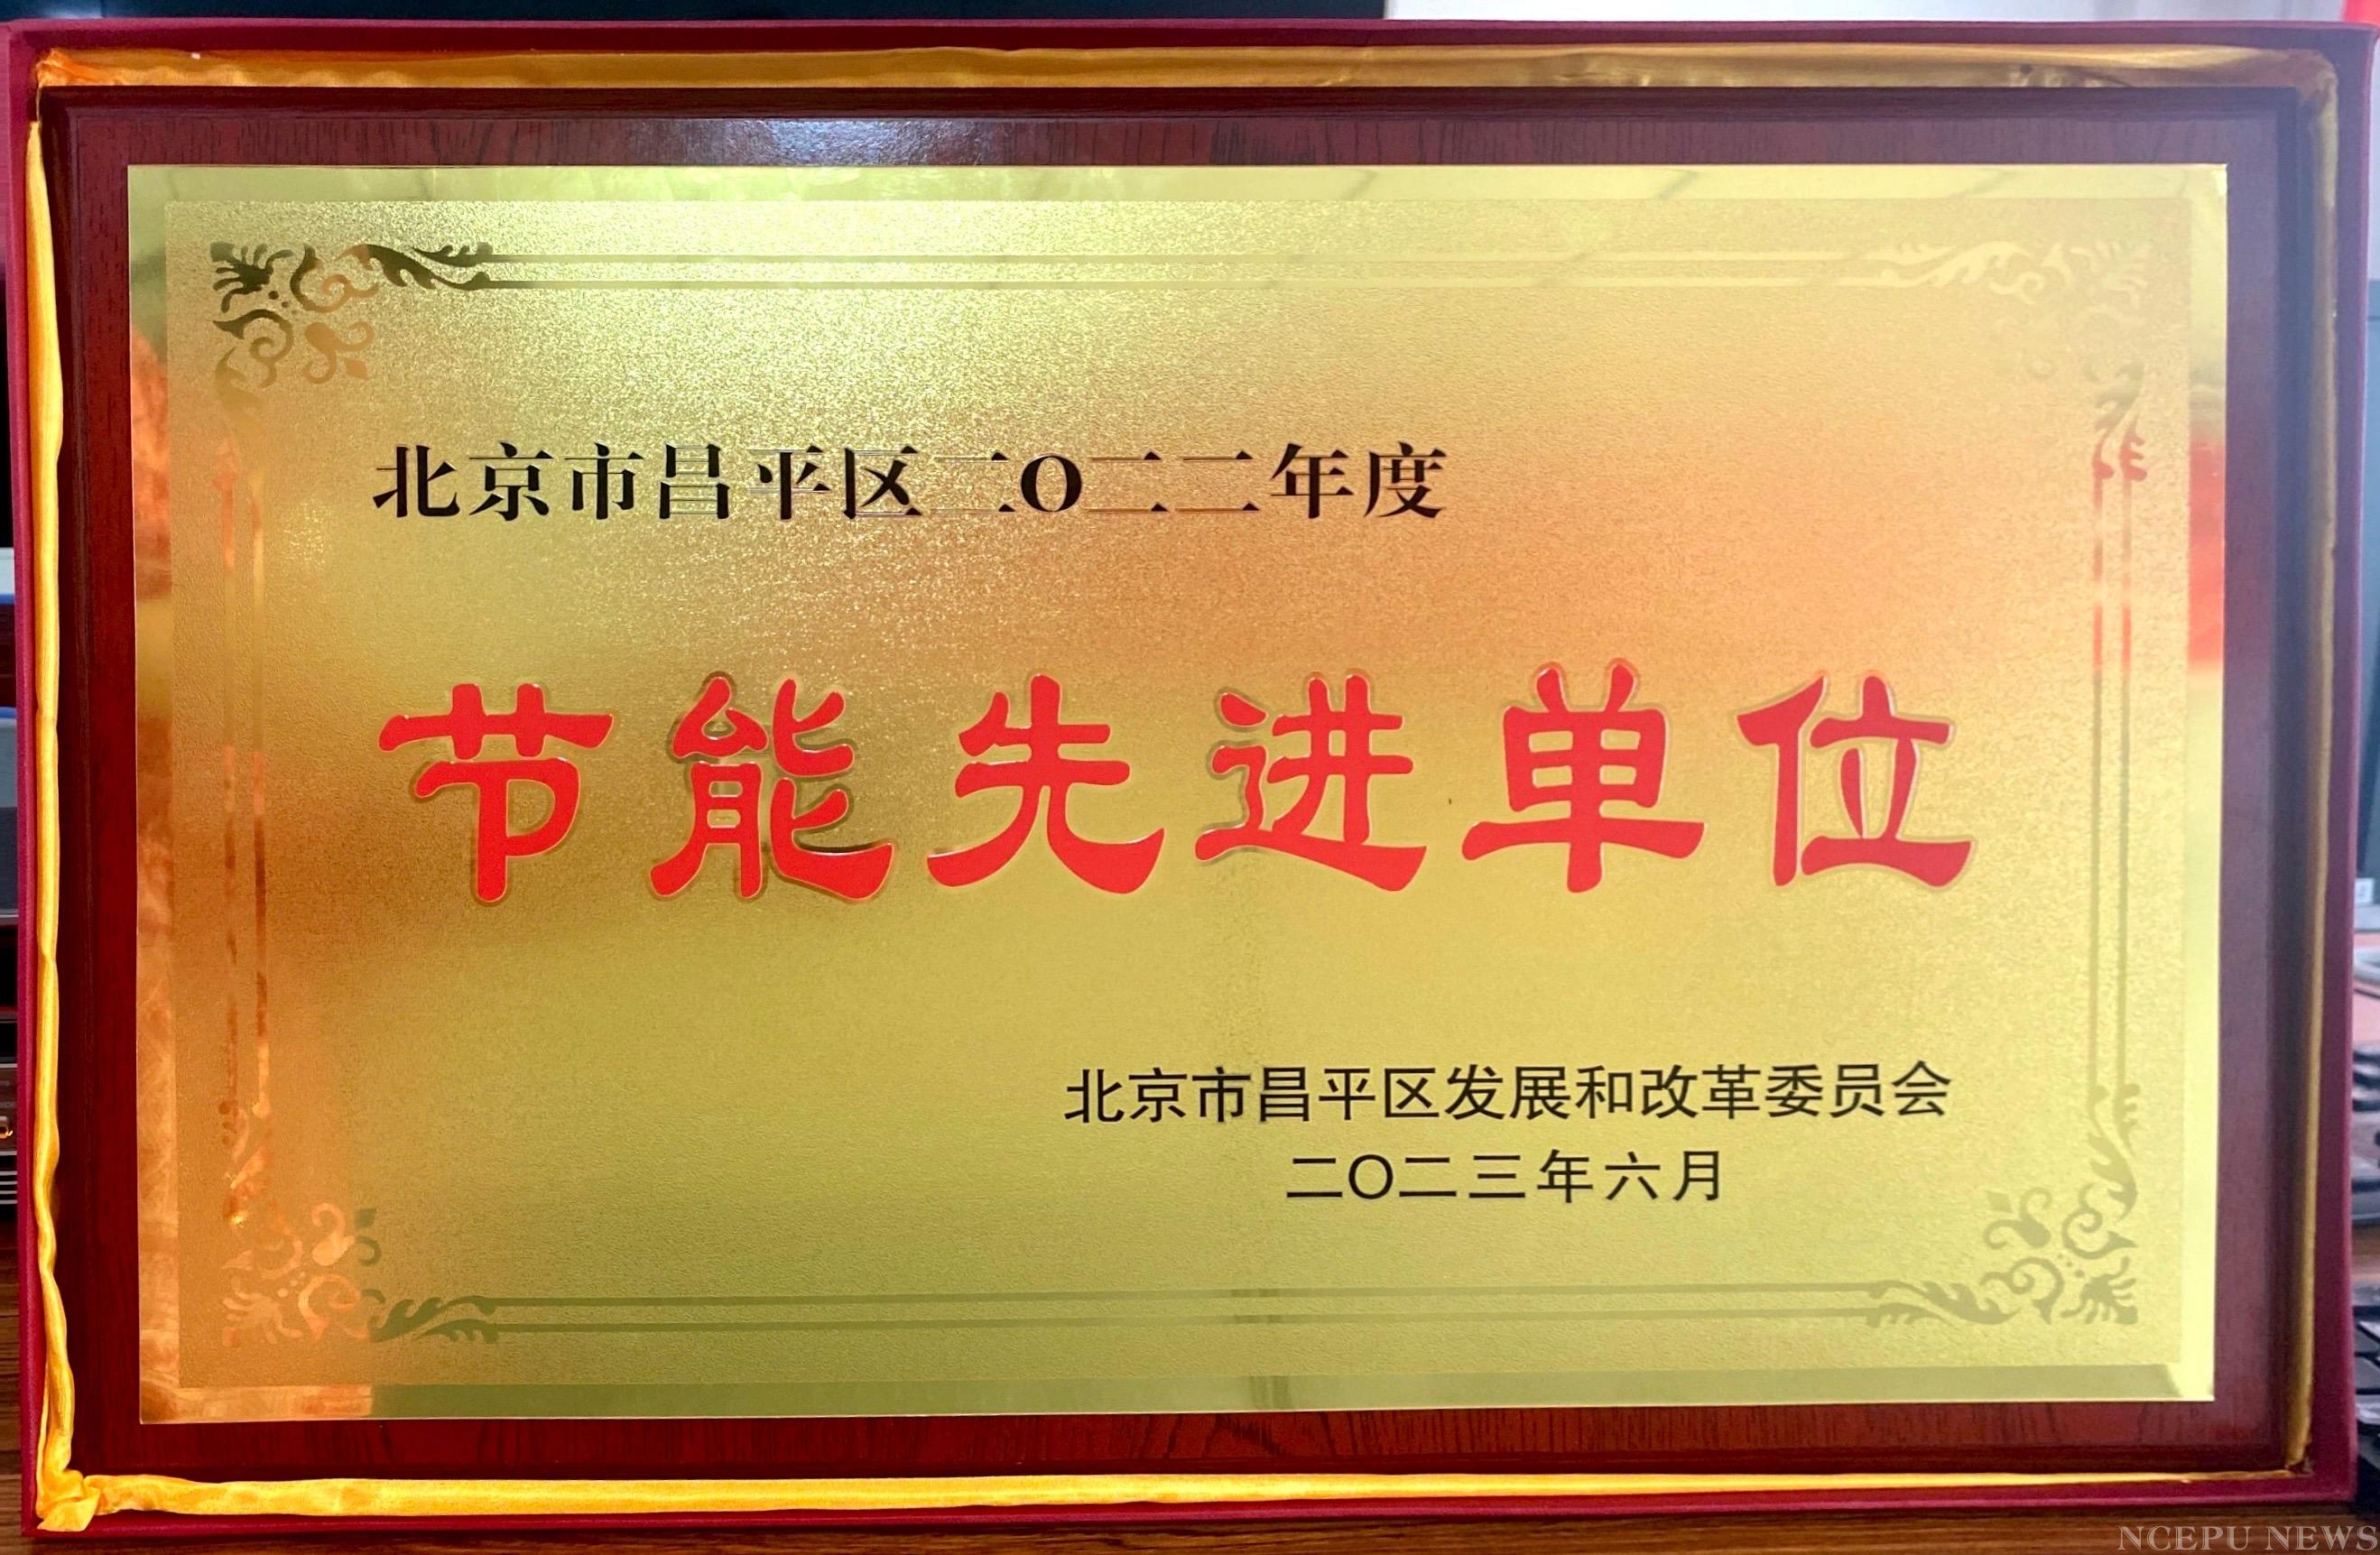 北京市昌平区二〇二二年度
节能先进单位
北京市昌平区发展和改革委员会
二〇二三年六月
NCEPU NEWS